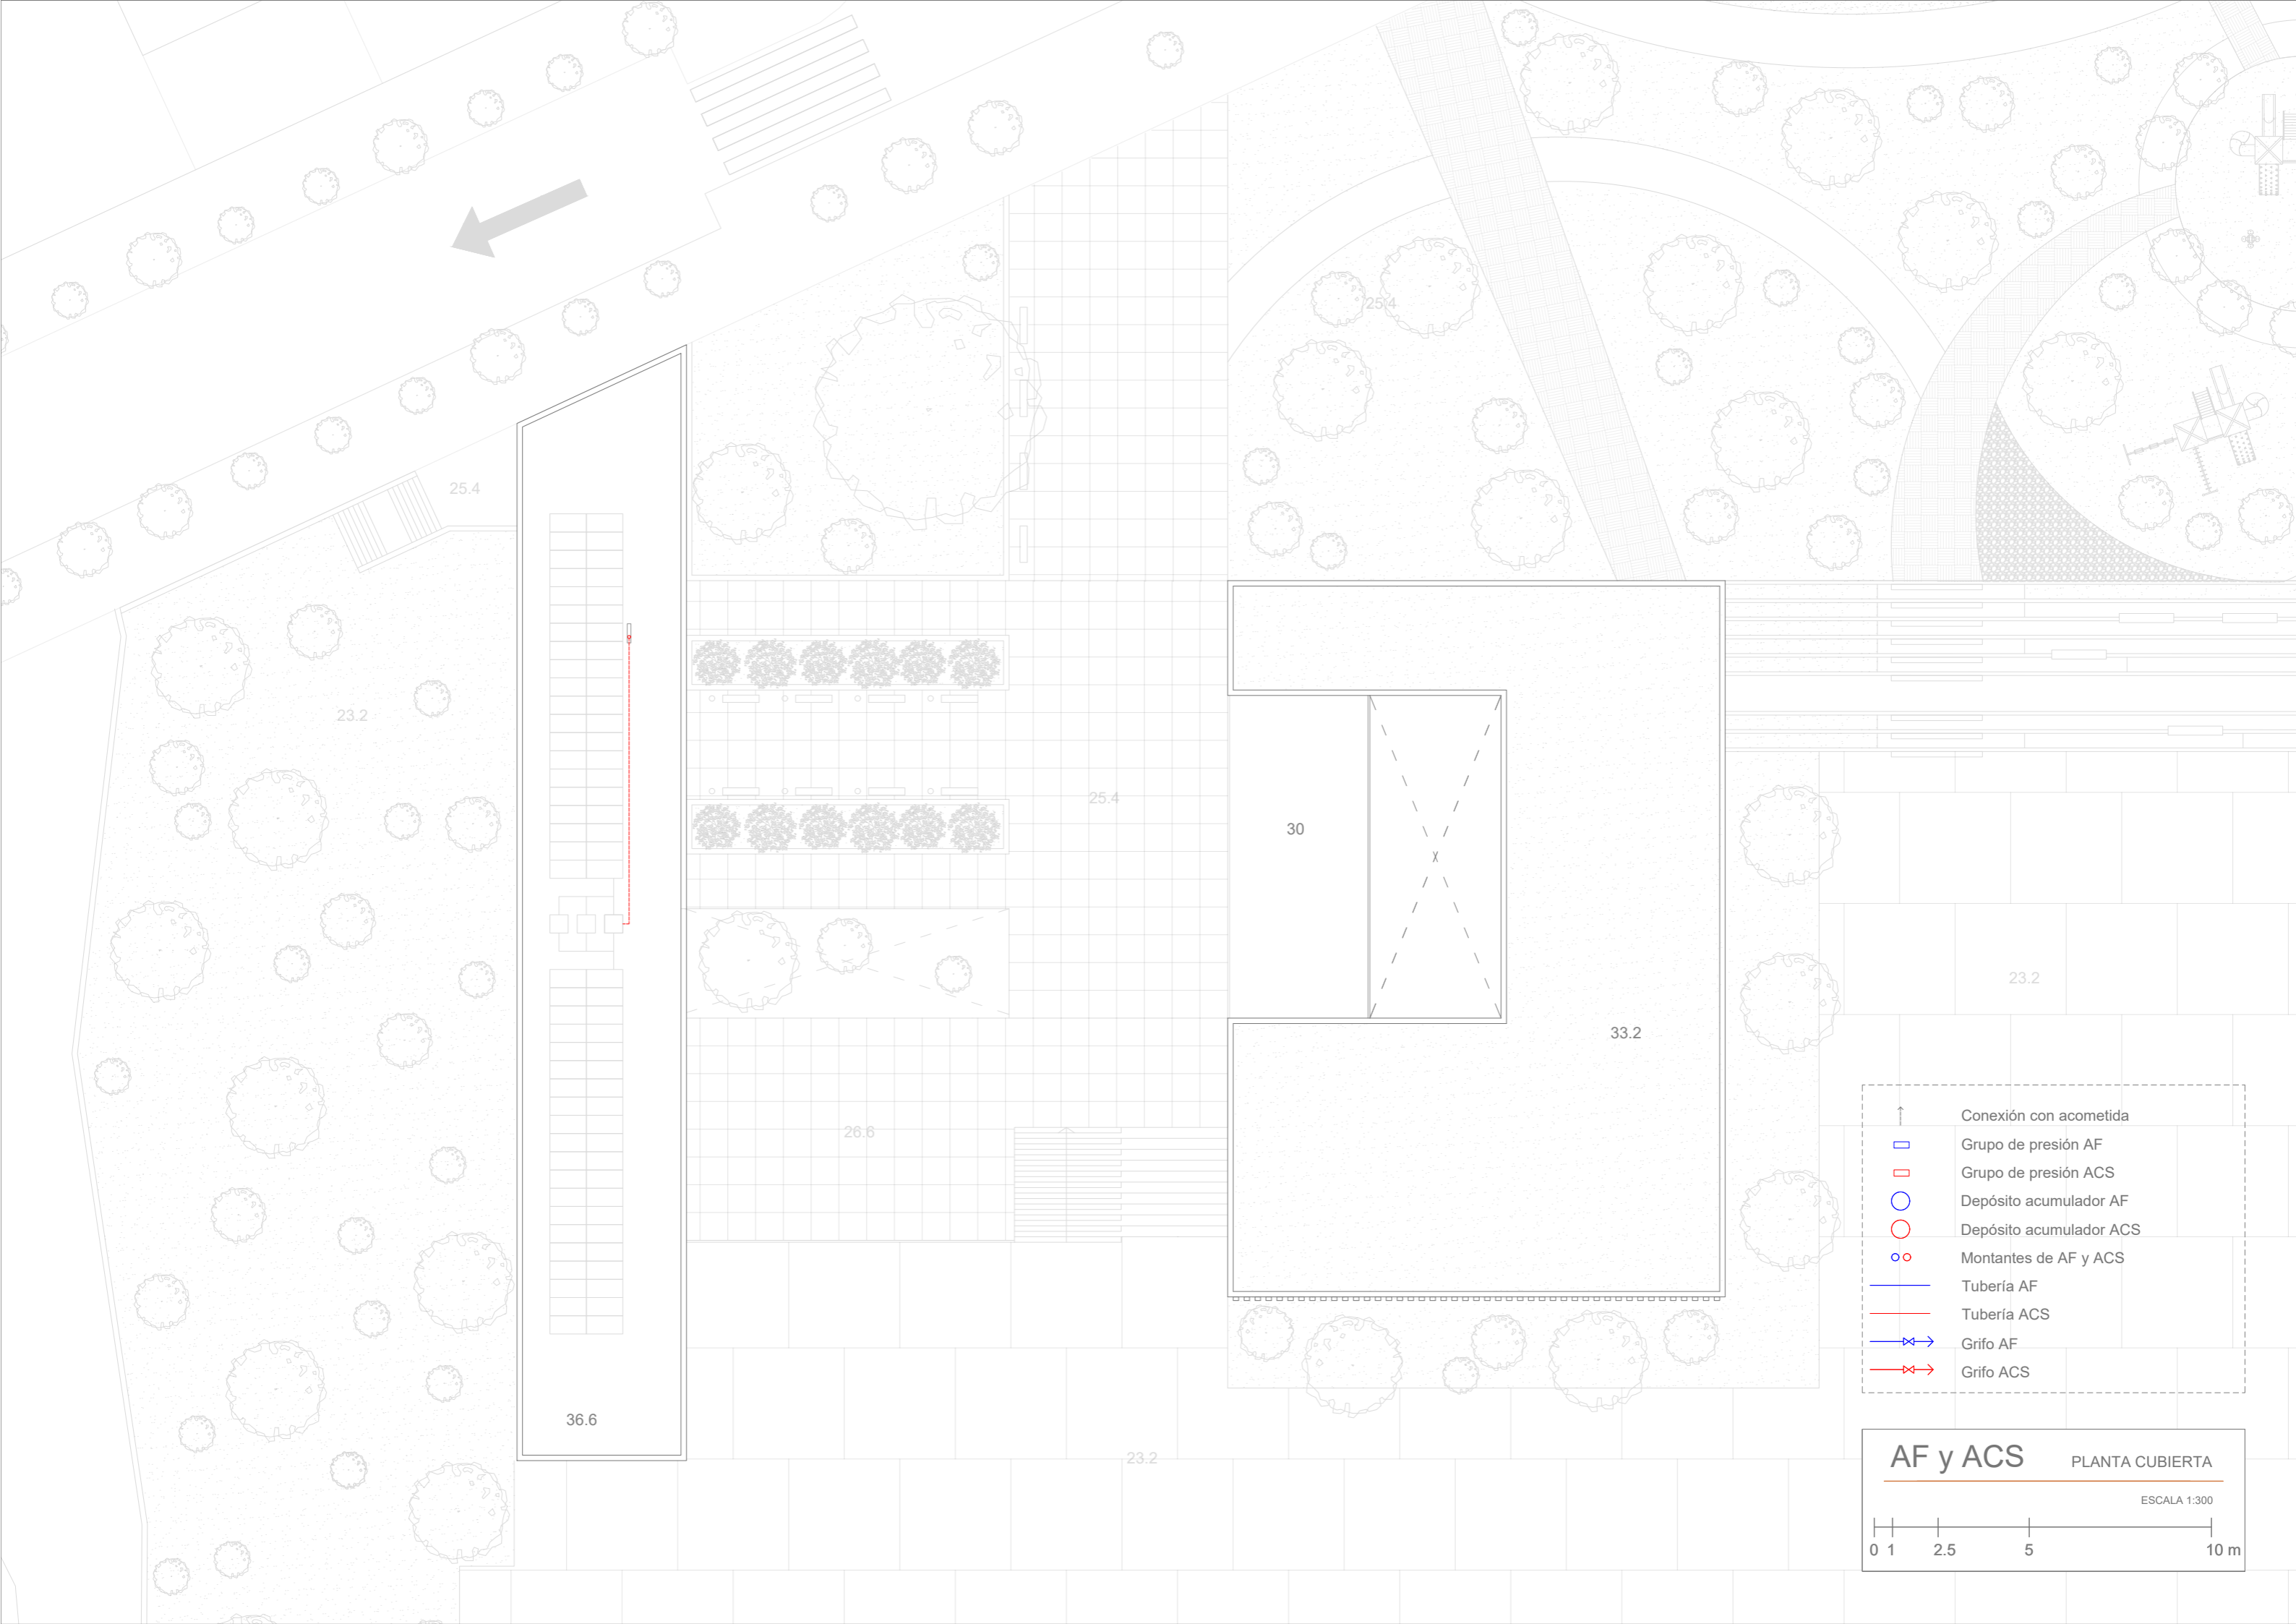 25.4
25.4
23.2
25.4
30
23.2
33.2
26.6
36.6
23.2
Conexión con acometida
Grupo de presión AF
Grupo de presión ACS
Depósito acumulador AF
Depósito acumulador ACS
Montantes de AF y ACS
Tubería AF
Tubería ACS
Grifo AF
Grifo ACS
AF y ACS PLANTA CUBIERTA
ESCALA 1:300
0 1 2.5 5 10 m